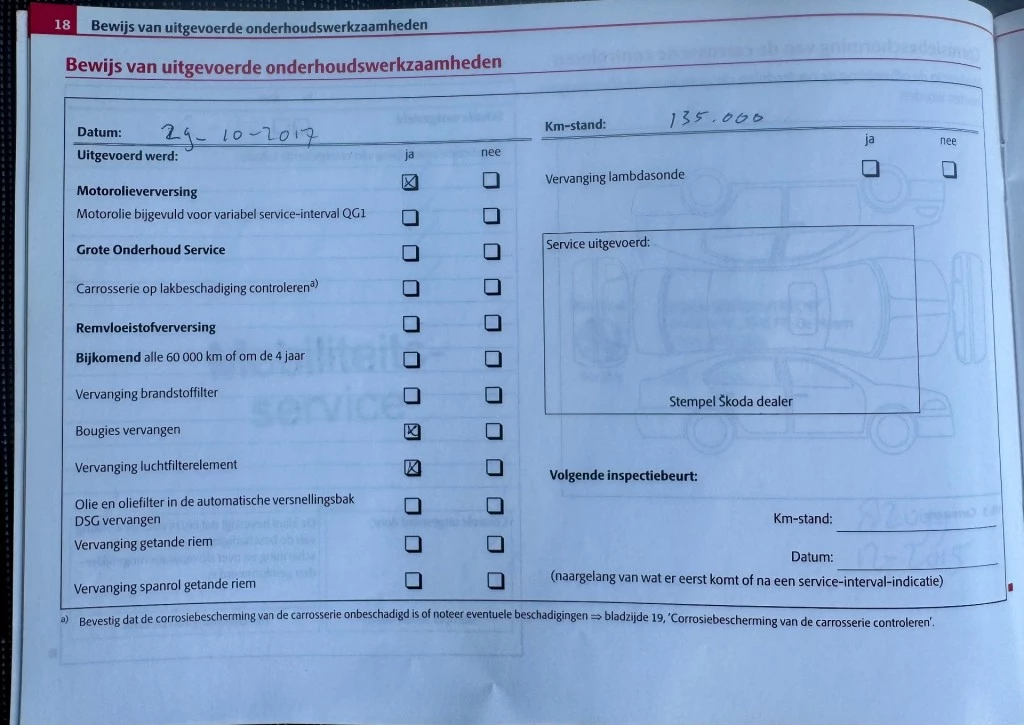 18 Bewijs van uitgevoerde onderhoudswerkzaamheden
Bewijs van uitgevoerde onderhoudswerkzaamheden
Datum: 29-10-2017
Uitgevoerd werd: ja nee
Motorolieverversing
Motorolie bijgevuld voor variabel service-interval QG1
Grote Onderhoud Service
Carrosserie op lakbeschadiging controlerena)
Remvloeistofverversing
Bijkomend alle 60 000 km of om de 4 jaar
Vervanging brandstoffilter
Bougies vervangen
Vervanging luchtfilterelement
Olie en oliefilter in de automatische versnellingsbak
DSG vervangen
Vervanging getande riem
Vervanging spanrol getande riem
Km-stand: 135.000
ja nee
Vervanging lambdasonde
Service uitgevoerd:
Stempel Škoda dealer
Volgende inspectiebeurt:
Km-stand:
Datum:
(naargelang van wat er eerst komt of na een service-interval-indicatie)
a) Bevestig dat de corrosiebescherming van de carrosserie onbeschadigd is of noteer eventuele beschadigingen ⇒ bladzijde 19, 'Corrosiebescherming van de carrosserie controleren'.